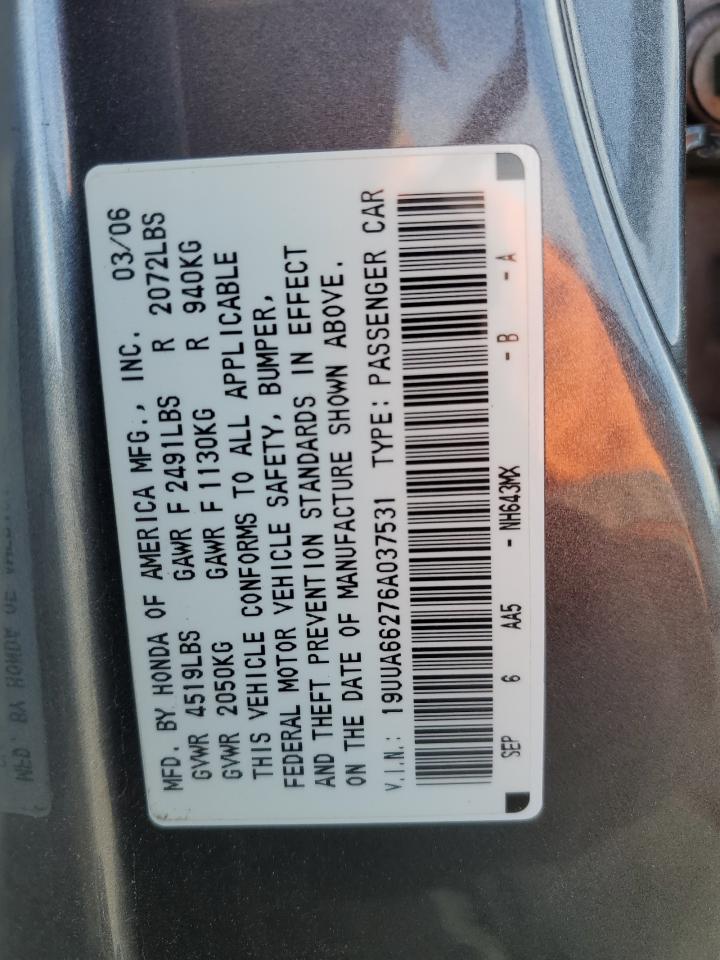 MFD. BY HONDA OF AMERICA MFG., INC. 03/06
GVWR 4519LBS GAWR F 2491LBS R 2072LBS
GVWR 2050KG GAWR F 1130KG R 940KG
THIS VEHICLE CONFORMS TO ALL APPLICABLE
FEDERAL MOTOR VEHICLE SAFETY, BUMPER,
AND THEFT PREVENTION STANDARDS IN EFFECT
ON THE DATE OF MANUFACTURE SHOWN ABOVE.
V.I.N.: 19UUA66276A037531 TYPE: PASSENGER CAR
SEP 6 AA5 - NH643MX - B - A